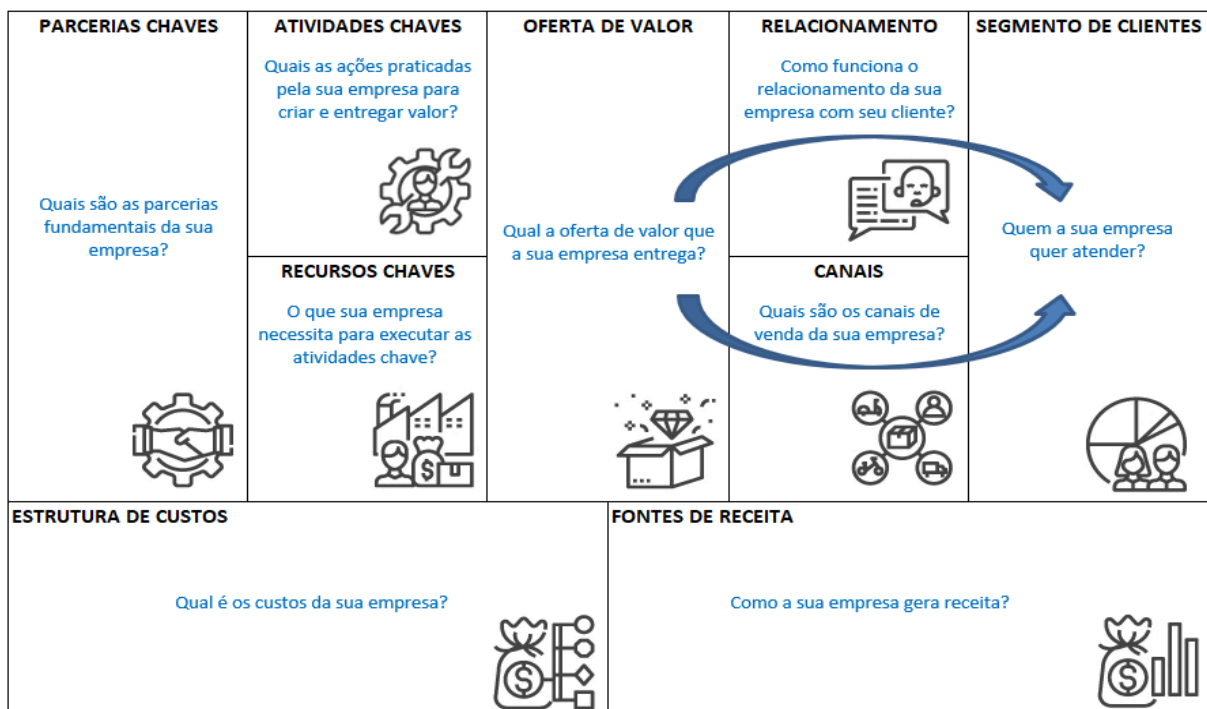 PARCERIAS CHAVES
Quais são as parcerias
fundamentais da sua
empresa?
ATIVIDADES CHAVES
Quais as ações praticadas
pela sua empresa para
criar e entregar valor?
RECURSOS CHAVES
O que sua empresa
necessita para executar as
atividades chave?
OFERTA DE VALOR
Qual a oferta de valor que
a sua empresa entrega?
RELACIONAMENTO
Como funciona o
relacionamento da sua
empresa com seu cliente?
CANAIS
Quais são os canais de
venda da sua empresa?
SEGMENTO DE CLIENTES
Quem a sua empresa
quer atender?
ESTRUTURA DE CUSTOS
Qual é os custos da sua empresa?
FONTES DE RECEITA
Como a sua empresa gera receita?